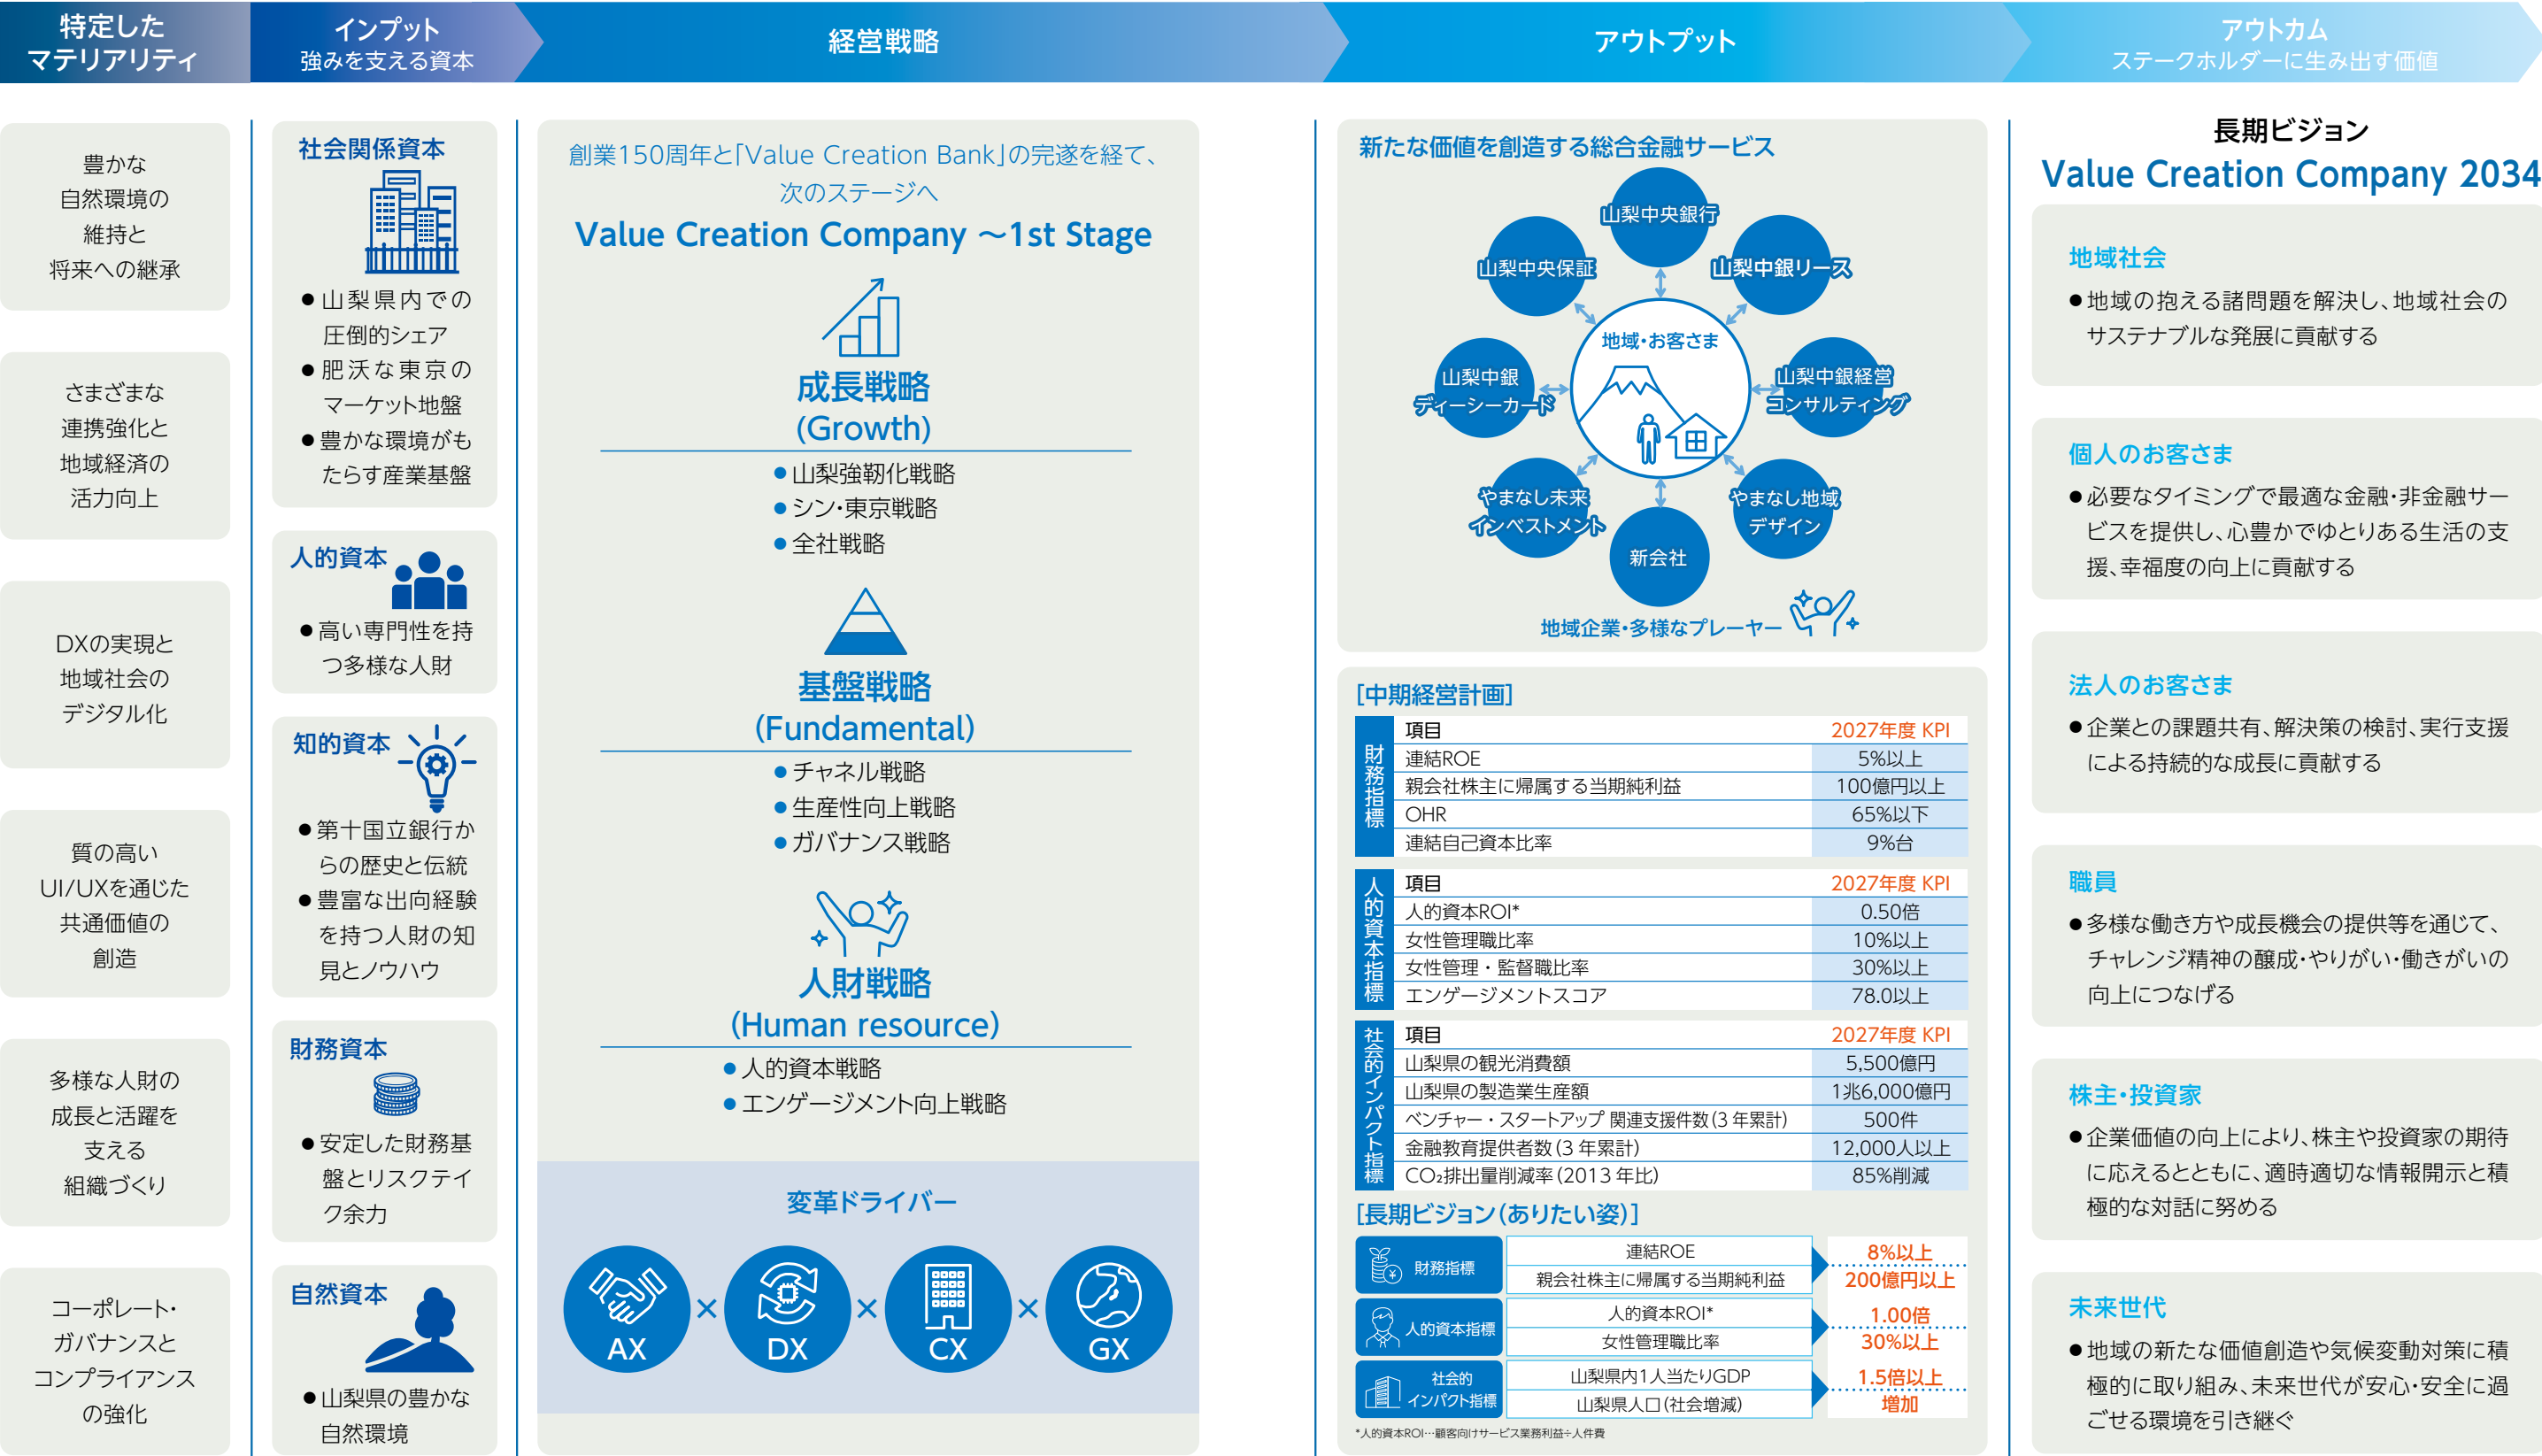 特定した
マテリアリティ
インプット
強みを支える資本
経営戦略
アウトプット
アウトカム
ステークホルダーに生み出す価値
豊かな
自然環境の
維持と
将来への継承
さまざまな
連携強化と
地域経済の
活力向上
DXの実現と
地域社会の
デジタル化
質の高い
UI/UXを通じた
共通価値の
創造
多様な人財の
成長と活躍を
支える
組織づくり
コーポレート・
ガバナンスと
コンプライアンス
の強化
社会関係資本
●山梨県内での
圧倒的シェア
●肥沃な東京の
マーケット地盤
●豊かな環境がも
たらす産業基盤
人的資本
●高い専門性を持
つ多様な人財
知的資本
●第十国立銀行か
らの歴史と伝統
●豊富な出向経験
を持つ人財の知
見とノウハウ
財務資本
●安定した財務基
盤とリスクテイ
ク余力
自然資本
●山梨県の豊かな
自然環境
創業150周年と「Value Creation Bank」の完遂を経て、
次のステージへ
Value Creation Company ～1st Stage
成長戦略
(Growth)
●山梨強靭化戦略
●シン・東京戦略
●全社戦略
基盤戦略
(Fundamental)
●チャネル戦略
●生産性向上戦略
●ガバナンス戦略
人財戦略
(Human resource)
●人的資本戦略
●エンゲージメント向上戦略
変革ドライバー
AX × DX × CX × GX
新たな価値を創造する総合金融サービス
山梨中央銀行
山梨中央保証
山梨中銀リース
地域・お客さま
山梨中銀
ディーシーカード
山梨中銀経営
コンサルティング
やまなし未来
インベストメント
やまなし地域
デザイン
新会社
地域企業・多様なプレーヤー
[中期経営計画]
財務指標
項目 2027年度 KPI
連結ROE 5%以上
親会社株主に帰属する当期純利益 100億円以上
OHR 65%以下
連結自己資本比率 9%台
人的資本指標
項目 2027年度 KPI
人的資本ROI* 0.50倍
女性管理職比率 10%以上
女性管理・監督職比率 30%以上
エンゲージメントスコア 78.0以上
社会的インパクト指標
項目 2027年度 KPI
山梨県の観光消費額 5,500億円
山梨県の製造業生産額 1兆6,000億円
ベンチャー・スタートアップ 関連支援件数(3 年累計) 500件
金融教育提供者数(3 年累計) 12,000人以上
CO₂排出量削減率(2013 年比) 85%削減
[長期ビジョン(ありたい姿)]
財務指標
連結ROE 8%以上
親会社株主に帰属する当期純利益 200億円以上
人的資本指標
人的資本ROI* 1.00倍
女性管理職比率 30%以上
社会的
インパクト指標
山梨県内1人当たりGDP 1.5倍以上
山梨県人口(社会増減) 増加
*人的資本ROI…顧客向けサービス業務利益÷人件費
長期ビジョン
Value Creation Company 2034
地域社会
●地域の抱える諸問題を解決し、地域社会の
サステナブルな発展に貢献する
個人のお客さま
●必要なタイミングで最適な金融・非金融サー
ビスを提供し、心豊かでゆとりある生活の支
援、幸福度の向上に貢献する
法人のお客さま
●企業との課題共有、解決策の検討、実行支援
による持続的な成長に貢献する
職員
●多様な働き方や成長機会の提供等を通じて、
チャレンジ精神の醸成・やりがい・働きがいの
向上につなげる
株主・投資家
●企業価値の向上により、株主や投資家の期待
に応えるとともに、適時適切な情報開示と積
極的な対話に努める
未来世代
●地域の新たな価値創造や気候変動対策に積
極的に取り組み、未来世代が安心・安全に過
ごせる環境を引き継ぐ